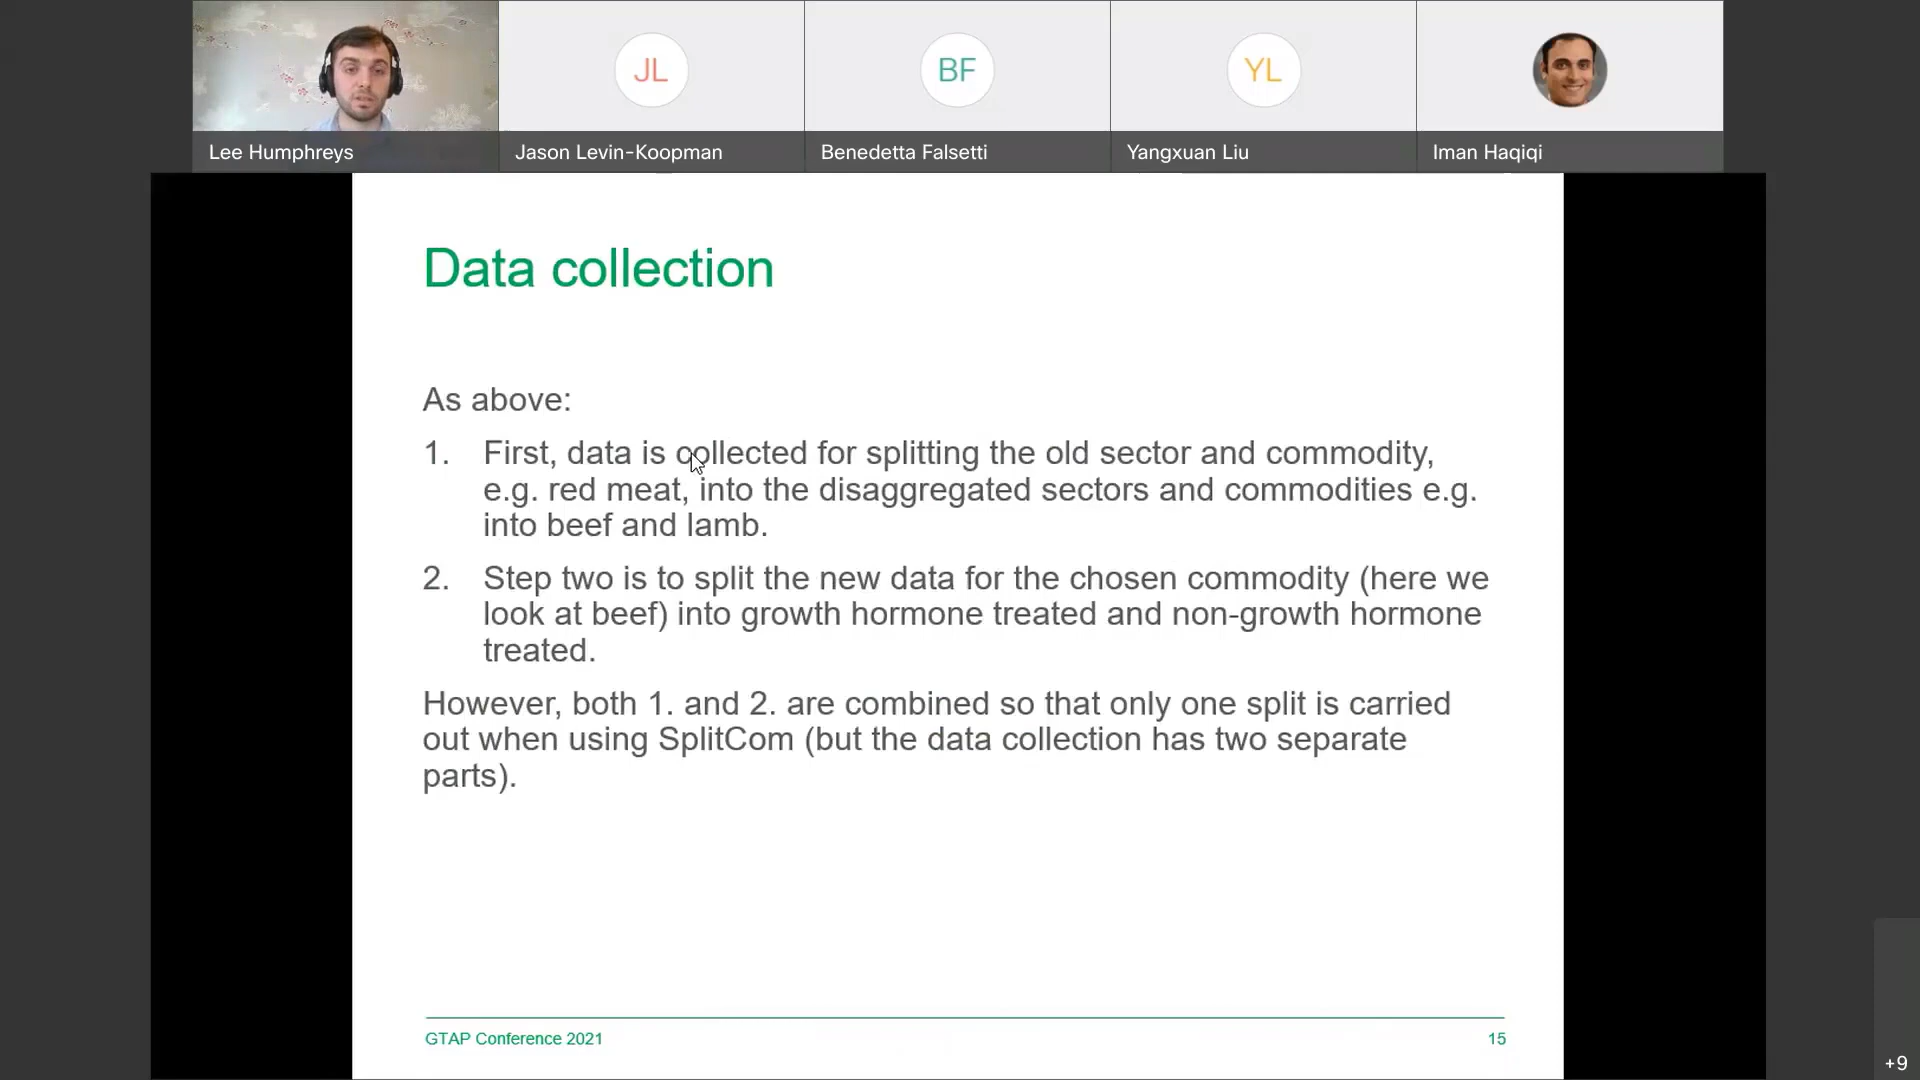 JL
BF
YL
Lee Humphreys
Jason Levin-Koopman
Benedetta Falsetti
Yangxuan Liu
Iman Haqiqi
Data collection
As above:
1. First, data is collected for splitting the old sector and commodity,
e.g. red meat, into the disaggregated sectors and commodities e.g.
into beef and lamb.
2. Step two is to split the new data for the chosen commodity (here we
look at beef) into growth hormone treated and non-growth hormone
treated.
However, both 1. and 2. are combined so that only one split is carried
out when using SplitCom (but the data collection has two separate
parts).
GTAP Conference 2021
15
+9